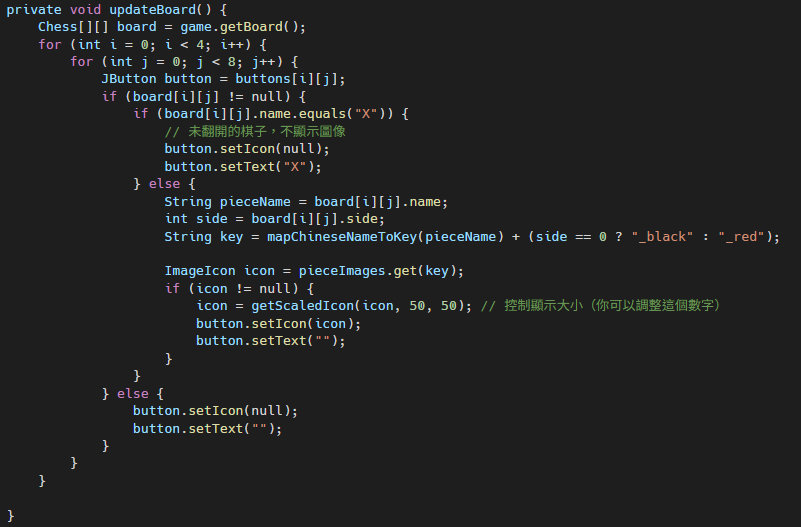 private void updateBoard() {
    Chess[][] board = game.getBoard();
    for (int i = 0; i < 4; i++) {
        for (int j = 0; j < 8; j++) {
            JButton button = buttons[i][j];
            if (board[i][j] != null) {
                if (board[i][j].name.equals("X")) {
                    // 未翻開的棋子，不顯示圖像
                    button.setIcon(null);
                    button.setText("X");
                } else {
                    String pieceName = board[i][j].name;
                    int side = board[i][j].side;
                    String key = mapChineseNameToKey(pieceName) + (side == 0 ? "_black" : "_red");

                    ImageIcon icon = pieceImages.get(key);
                    if (icon != null) {
                        icon = getScaledIcon(icon, 50, 50); // 控制顯示大小（你可以調整這個數字）
                        button.setIcon(icon);
                        button.setText("");
                    }
                }
            } else {
                button.setIcon(null);
                button.setText("");
            }
        }
    }

}